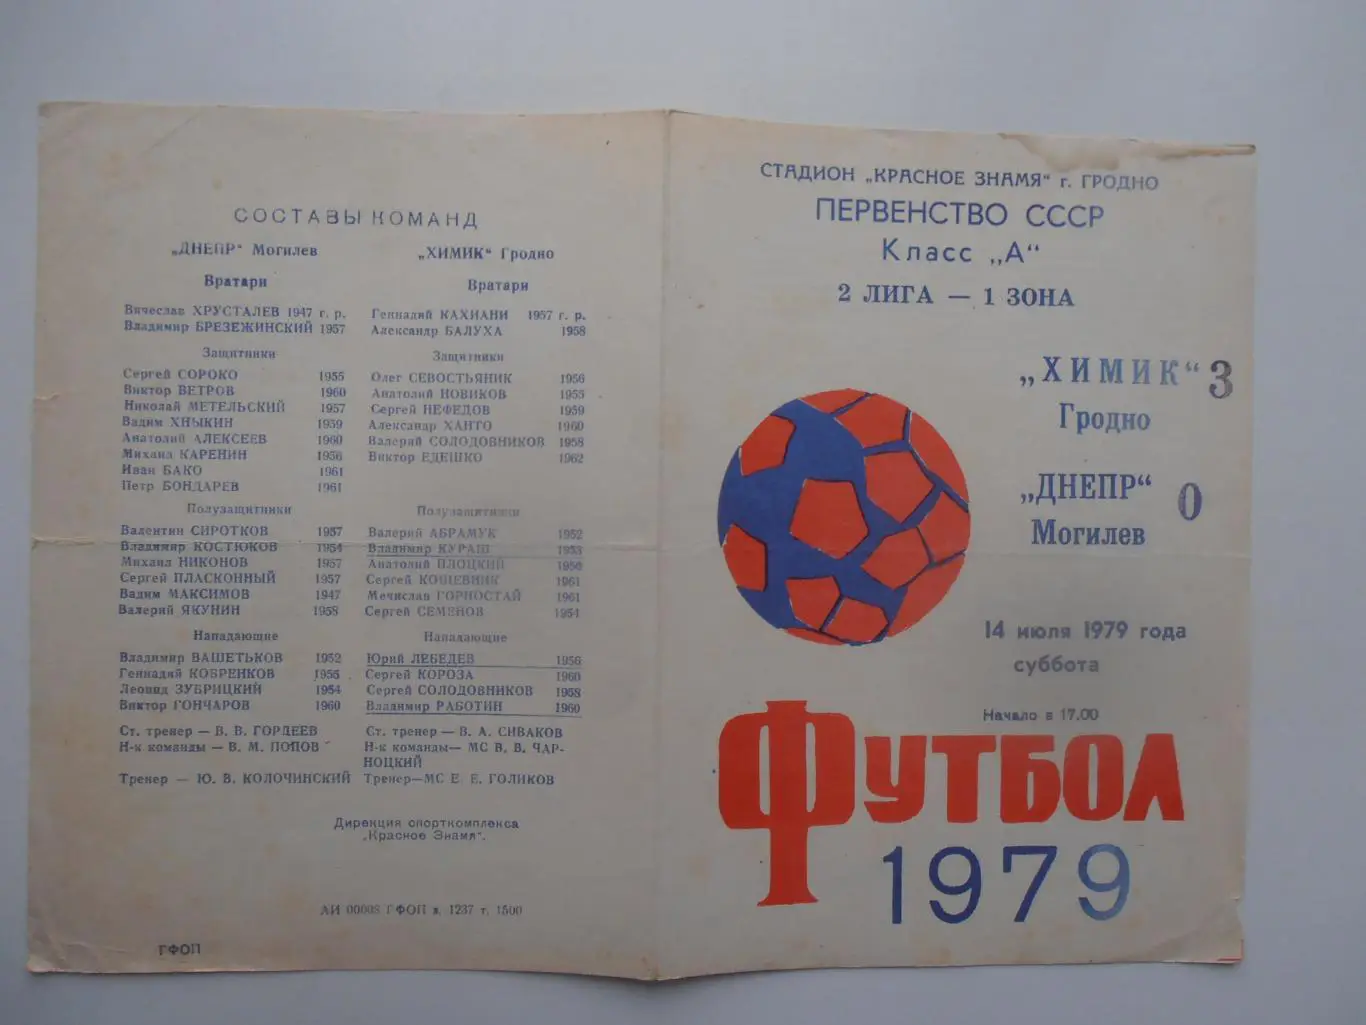 СОСТАВЫ КОМАНД
„ДНЕПР“ Могилев
Вратари
Вячеслав ХРУСТАЛЕВ 1947 г. р.
Владимир БРЕЗЕЖИНСКИЙ 1957
Защитники
Сергей СОРОКО 1955
Виктор ВЕТРОВ 1960
Николай МЕТЕЛЬСКИЙ 1957
Вадим ХНЫКИН 1959
Анатолий АЛЕКСЕЕВ 1960
Михаил КАРЕНИН 1956
Иван БАКО 1961
Петр БОНДАРЕВ 1961
Полузащитники
Валентин СИРОТКОВ 1957
Владимир КОСТЮКОВ 1954
Михаил НИКОНОВ 1957
Сергей ПЛАСКОННЫЙ 1957
Вадим МАКСИМОВ 1947
Валерий ЯКУНИН 1958
Нападающие
Владимир ВАШЕТЬКОВ 1952
Геннадий КОБРЕНКОВ 1955
Леонид ЗУБРИЦКИЙ 1954
Виктор ГОНЧАРОВ 1960
Ст. тренер — В. В. ГОРДЕЕВ
Н-к команды — В. М. ПОПОВ
Тренер — Ю. В. КОЛОЧИНСКИЙ
„ХИМИК“ Гродно
Вратари
Геннадий КАХИАНИ 1957 г. р.
Александр БАЛУХА 1958
Защитники
Олег СЕВОСТЬЯНИК 1956
Анатолий НОВИКОВ 1955
Сергей НЕФЕДОВ 1959
Александр ХАНТО 1960
Валерий СОЛОДОВНИКОВ 1958
Виктор ЕДЕШКО 1962
Полузащитники
Валерий АБРАМУК 1952
Владимир КУРАШ 1953
Анатолий ПЛОЦКИЙ 1956
Сергей КОШЕВНИК 1961
Мечислав ГОРНОСТАЙ 1961
Сергей СЕМЕНОВ 1954
Нападающие
Юрий ЛЕБЕДЕВ 1956
Сергей КОРОЗА 1960
Сергей СОЛОДОВНИКОВ 1958
Владимир РАБОТИН 1960
Ст. тренер — В. А. СИВАКОВ
Н-к команды— МС В. В. ЧАР-
НОЦКИЙ
Тренер—МС Е. Е. ГОЛИКОВ
Дирекция спорткомплекса
„Красное Знамя“.
АИ 00008 ГФОП з. 1237 т. 1500
ГФОП
СТАДИОН „КРАСНОЕ ЗНАМЯ“ г. ГРОДНО
ПЕРВЕНСТВО СССР
Класс „А“
2 ЛИГА — 1 ЗОНА
„ХИМИК“ 3
Гродно
„ДНЕПР“ 0
Могилев
14 июля 1979 года
суббота
Начало в 17.00
ФУТБОЛ
1979